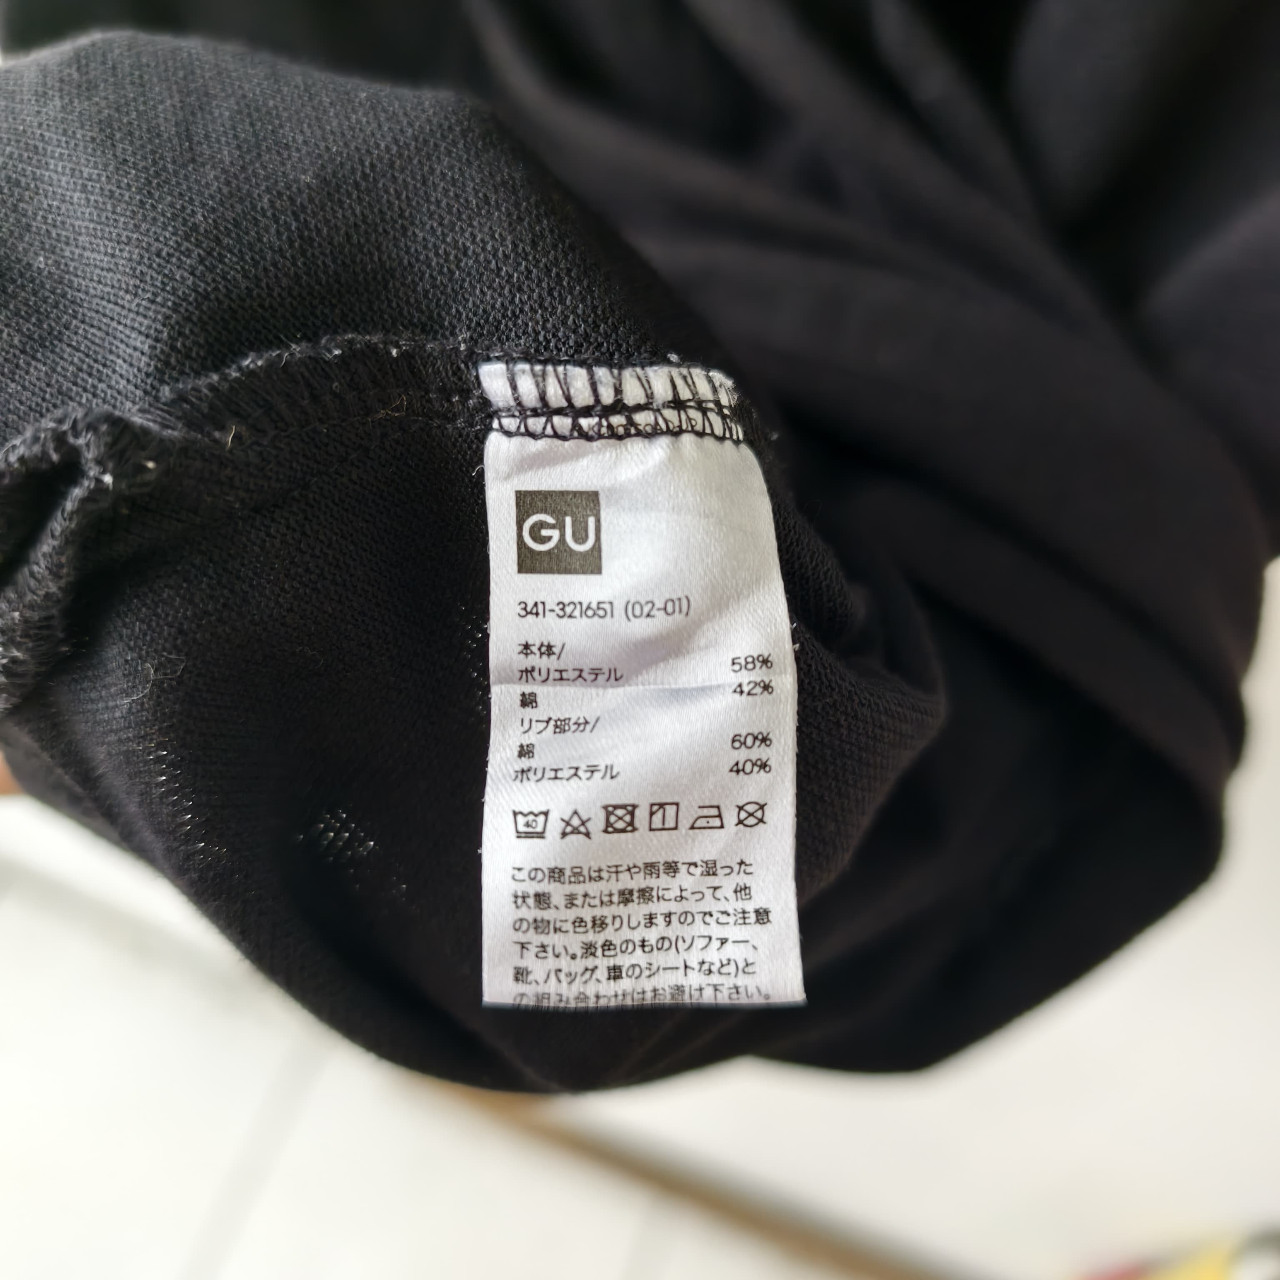 GU
341-321651 (02-01)
本体/
ポリエステル 58%
綿 42%
リブ部分/
綿 60%
ポリエステル 40%
40
この商品は汗や雨等で湿った
状態、または摩擦によって、他
の物に色移りしますのでご注意
下さい。淡色のもの(ソファー、
靴、バッグ、車のシートなど)と
の組み合わせはお避け下さい。